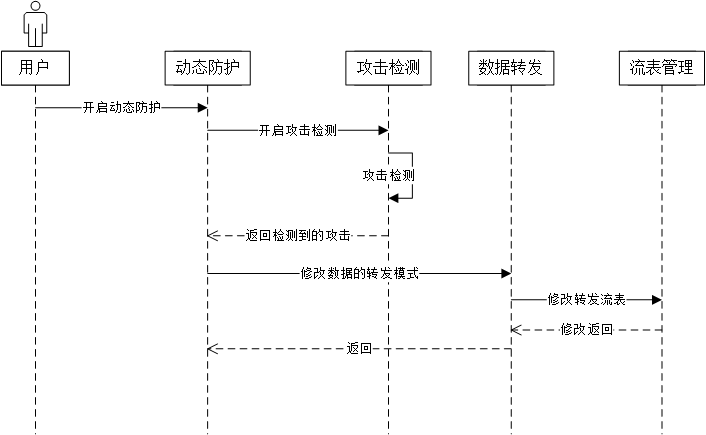 用户
动态防护
攻击检测
数据转发
流表管理
开启动态防护
开启攻击检测
攻击检测
返回检测到的攻击
修改数据的转发模式
修改转发流表
修改返回
返回